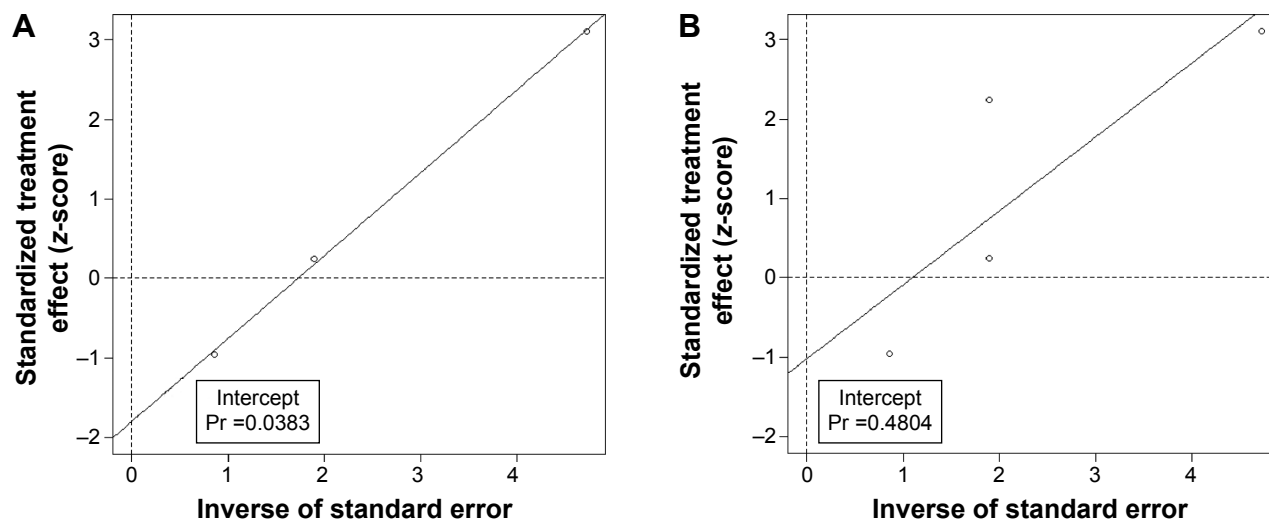 A
Standardized treatment
effect (z-score)
3
2
1
0
–1
–2
Intercept
Pr =0.0383
0
1
2
3
4
Inverse of standard error
B
Standardized treatment
effect (z-score)
3
2
1
0
–1
–2
Intercept
Pr =0.4804
0
1
2
3
4
Inverse of standard error